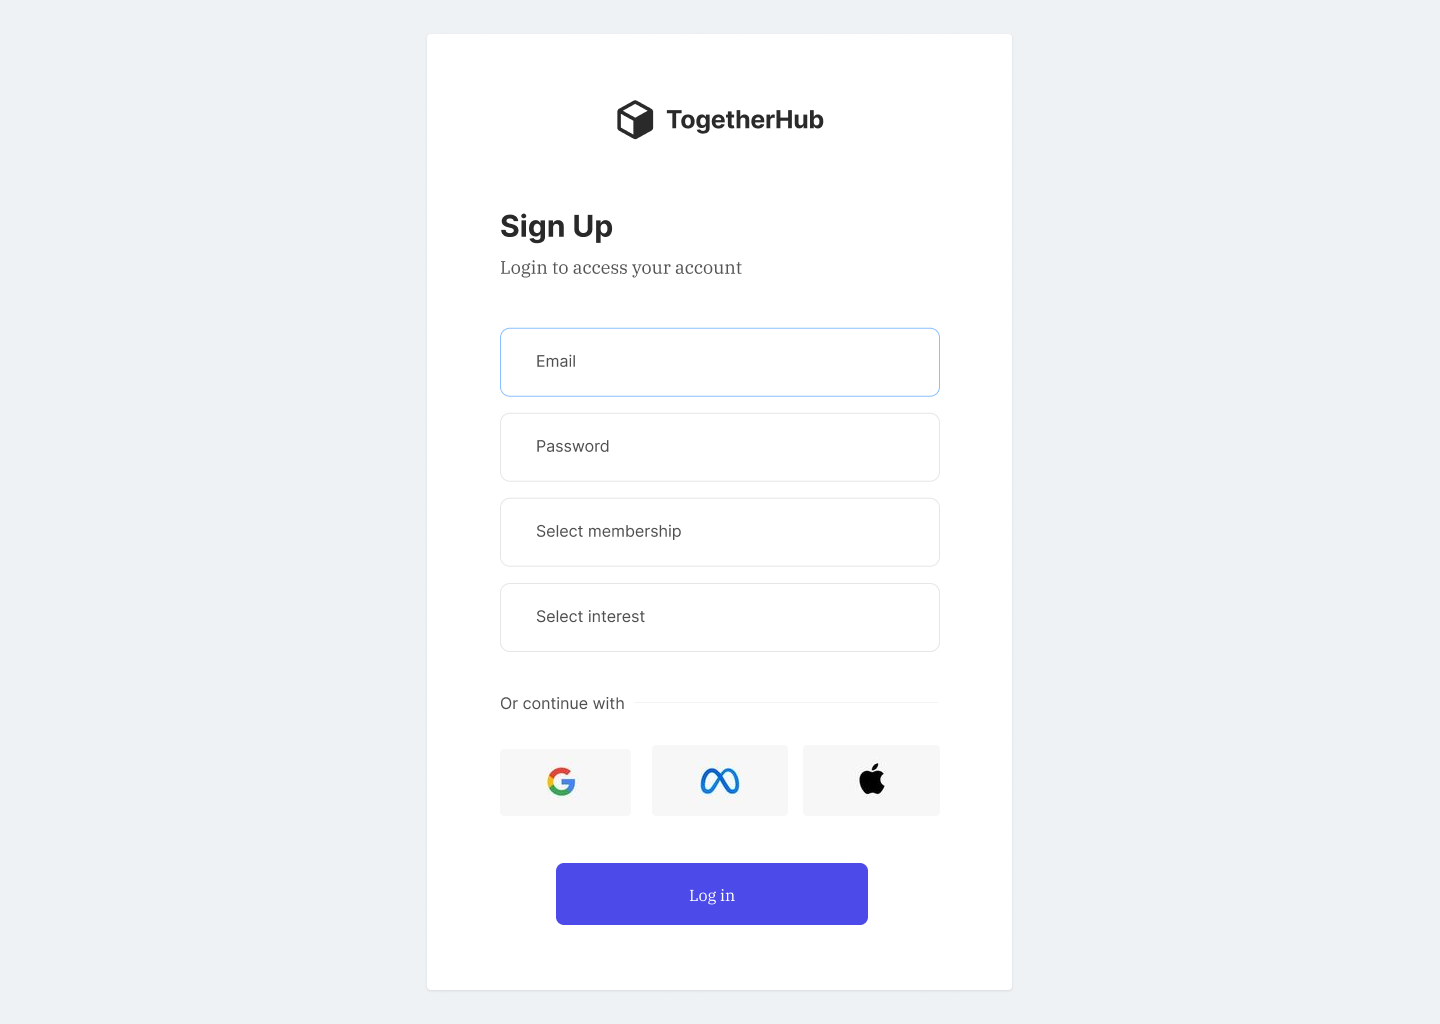 TogetherHub
Sign Up
Login to access your account
Email
Password
Select membership
Select interest
Or continue with
Log in